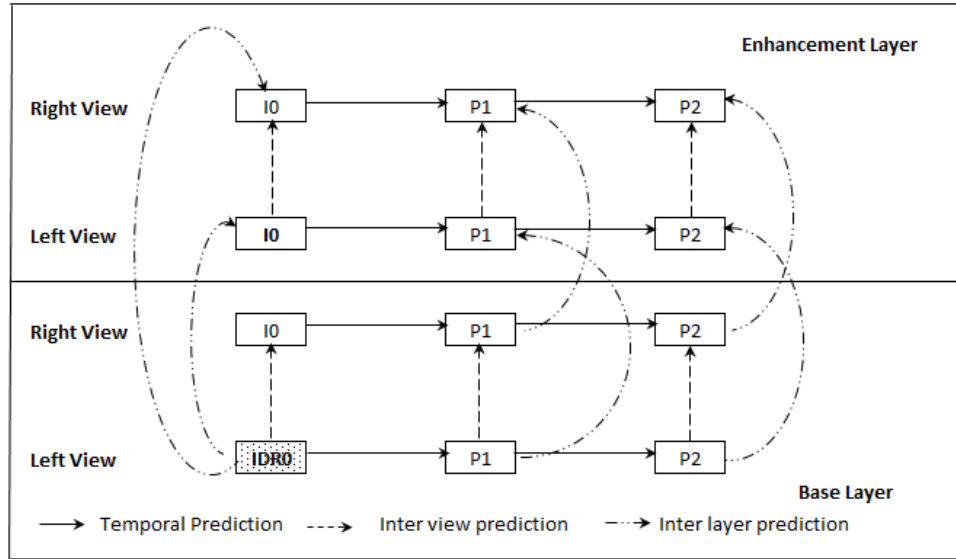 Enhancement Layer
Right View I0 P1 P2
Left View I0 P1 P2
Right View I0 P1 P2
Left View IDR0 P1 P2
Base Layer
Temporal Prediction Inter view prediction Inter layer prediction